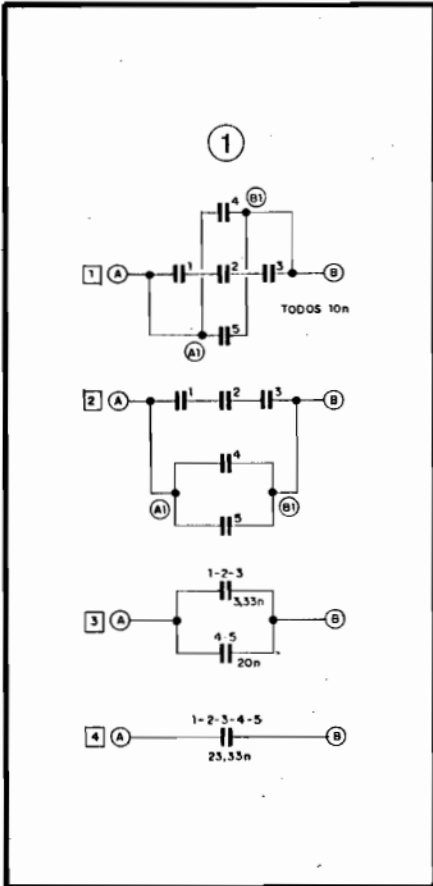 1
4 B1
1 A 1 2 3 B
TODOS 10n
5
A1
2 A 1 2 3 B
4
A1 B1
5
1-2-3
3,33n
3 A B
4-5
20n
1-2-3-4-5
4 A B
23,33n